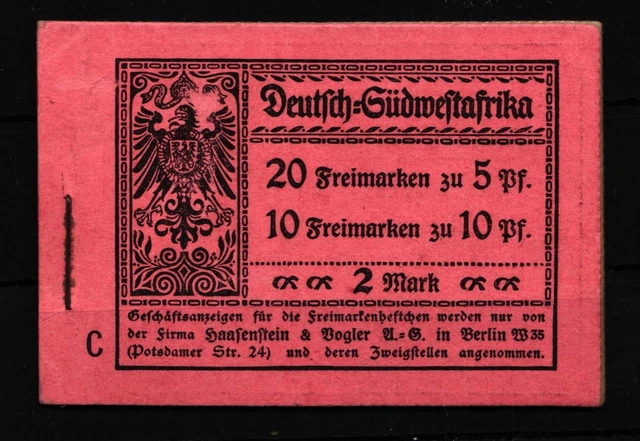 Deutsch=Südwestafrika
20 Freimarken zu 5 Pf.
10 Freimarken zu 10 Pf.
2 Mark
Geschäftsanzeigen für die Freimarkenheftchen werden nur von
der Firma Haasenstein & Vogler A.=G. in Berlin W35
(Potsdamer Str. 24) und deren Zweigstellen angenommen.
C